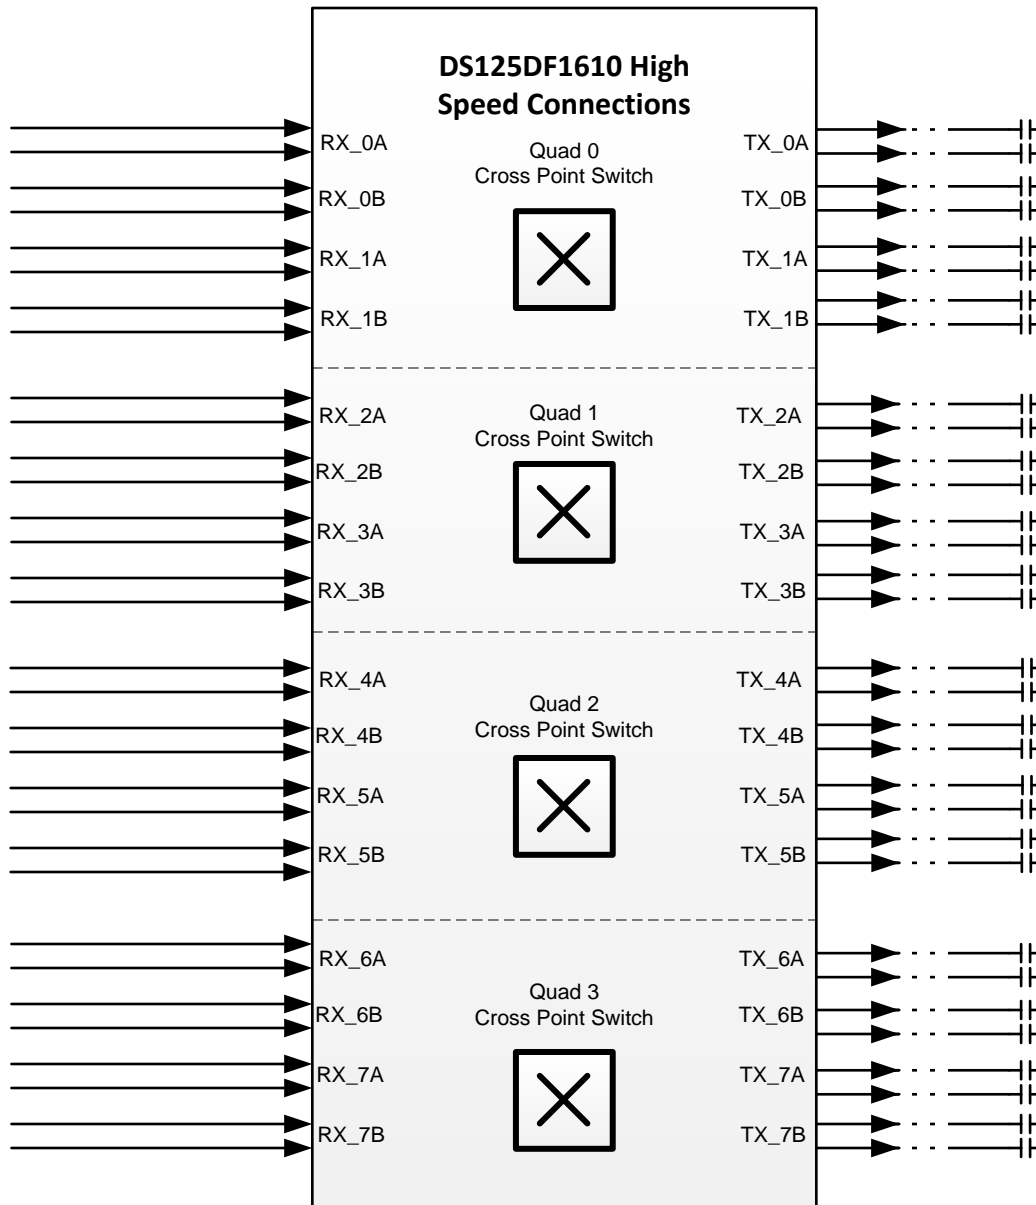 DS125DF1610 High
Speed Connections
RX_0A
Quad 0
Cross Point Switch
TX_0A
RX_0B
TX_0B
RX_1A
TX_1A
RX_1B
TX_1B
RX_2A
Quad 1
Cross Point Switch
TX_2A
RX_2B
TX_2B
RX_3A
TX_3A
RX_3B
TX_3B
RX_4A
Quad 2
Cross Point Switch
TX_4A
RX_4B
TX_4B
RX_5A
TX_5A
RX_5B
TX_5B
RX_6A
Quad 3
Cross Point Switch
TX_6A
RX_6B
TX_6B
RX_7A
TX_7A
RX_7B
TX_7B